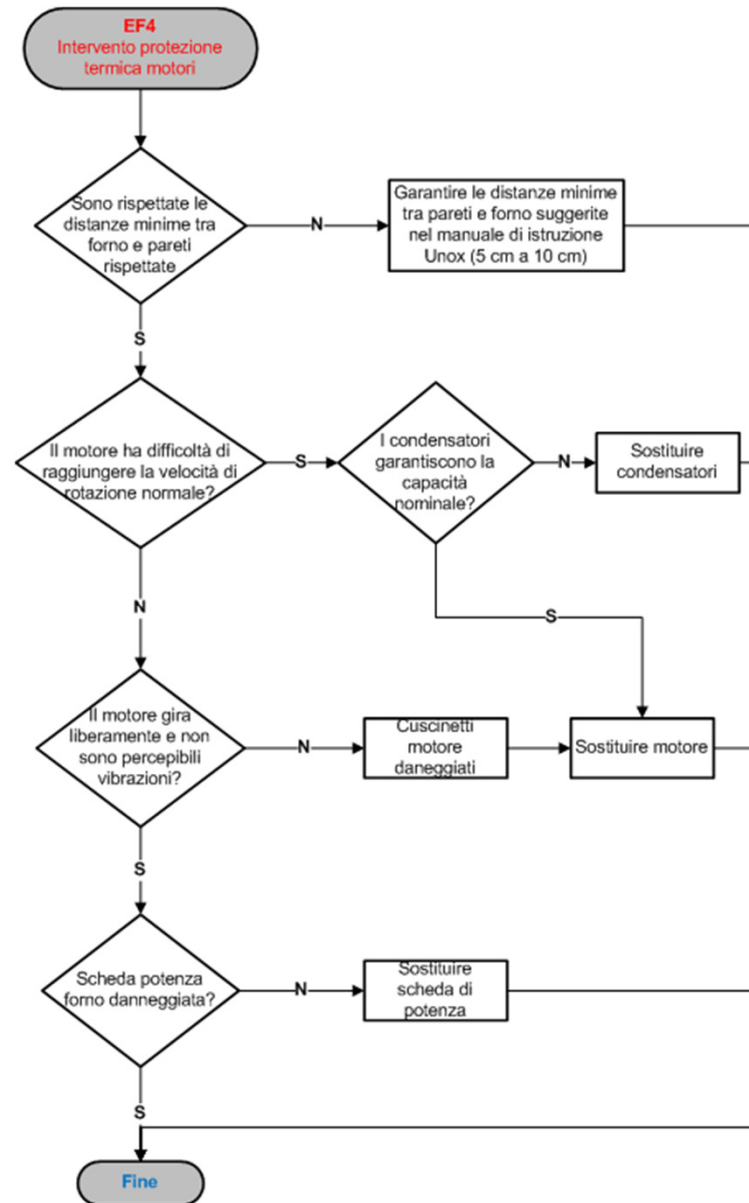 EF4
Intervento protezione
termica motori
Sono rispettate le
distanze minime tra
forno e pareti
rispettate
N
Garantire le distanze minime
tra pareti e forno suggerite
nel manuale di istruzione
Unox (5 cm a 10 cm)
S
Il motore ha difficoltà di
raggiungere la velocità di
rotazione normale?
S
I condensatori
garantiscono la
capacità
nominale?
N
Sostituire
condensatori
N
S
Il motore gira
liberamente e non
sono percepibili
vibrazioni?
N
Cuscinetti
motore
daneggiati
Sostituire motore
S
Scheda potenza
forno danneggiata?
N
Sostituire
scheda di
potenza
S
Fine